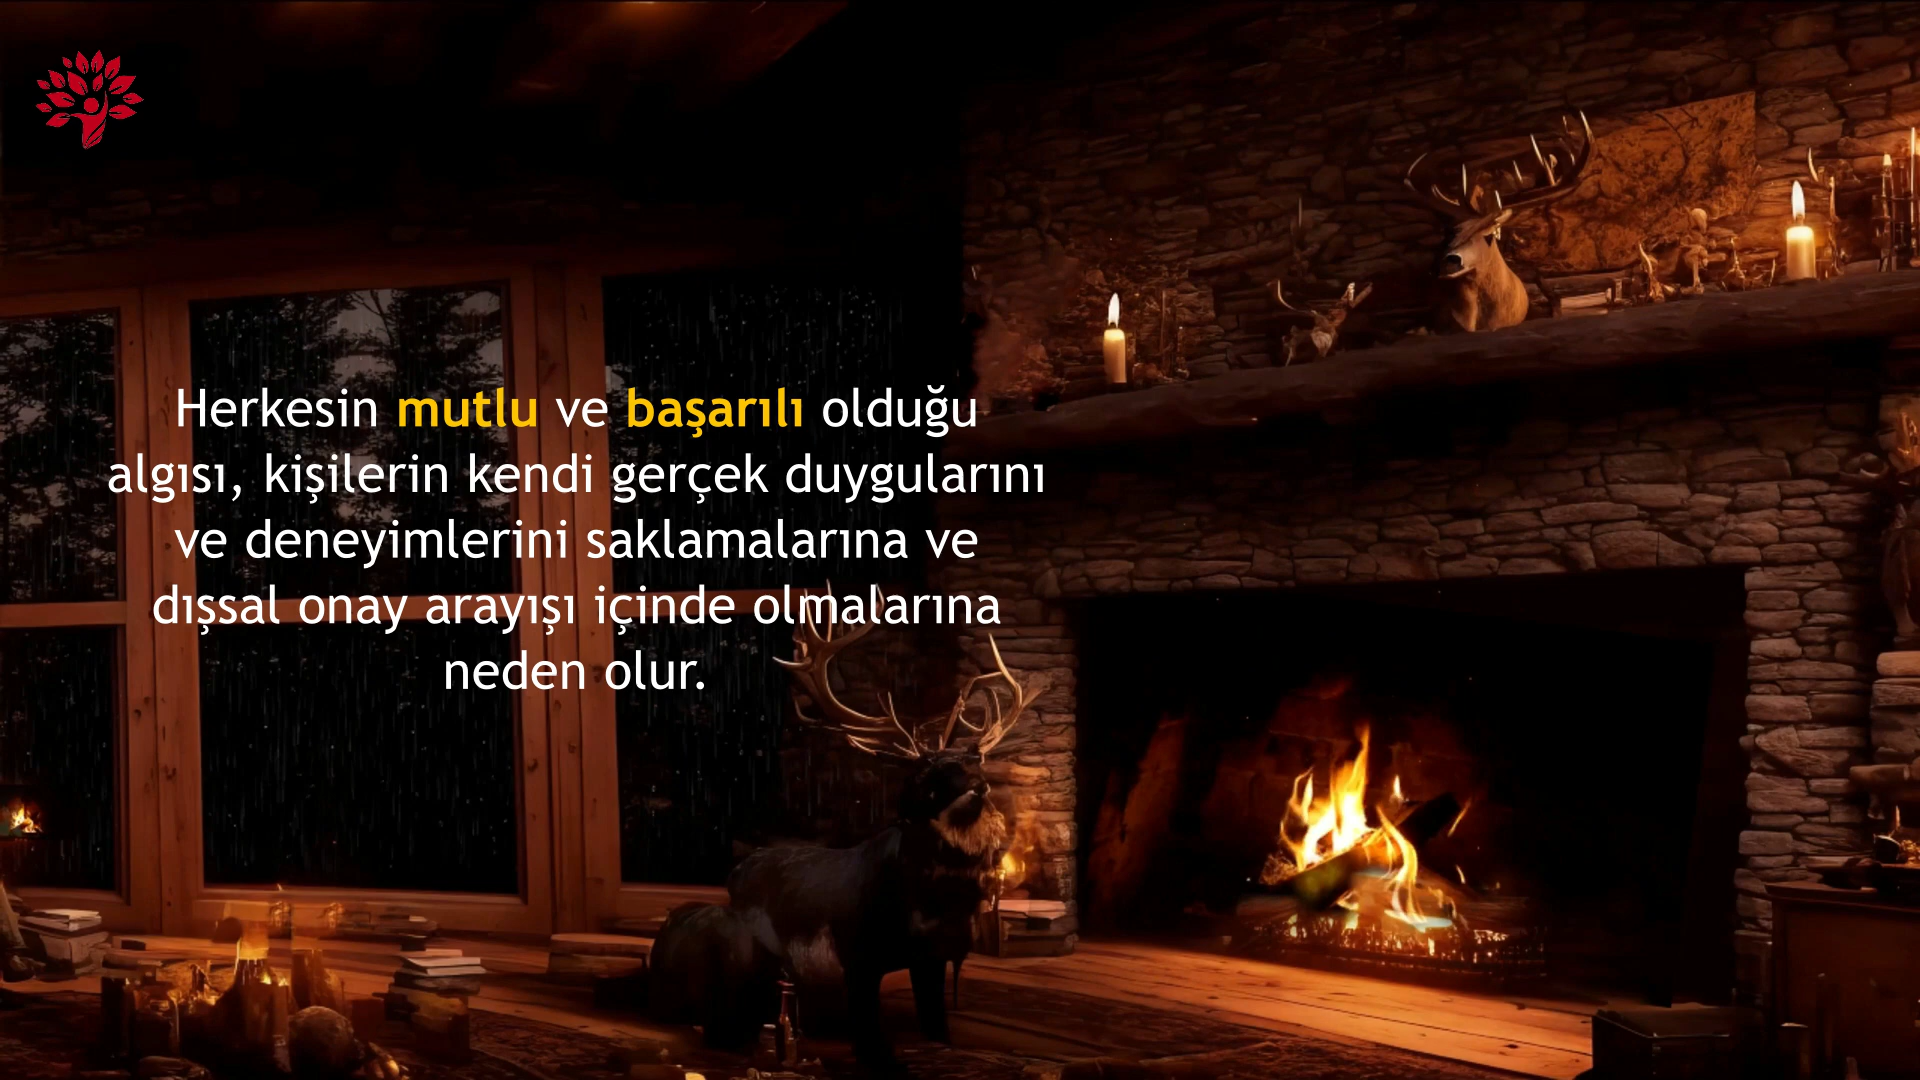 Herkesin mutlu ve başarılı olduğu
algısı, kişilerin kendi gerçek duygularını
ve deneyimlerini saklamalarına ve
dışsal onay arayışı içinde olmalarına
neden olur.